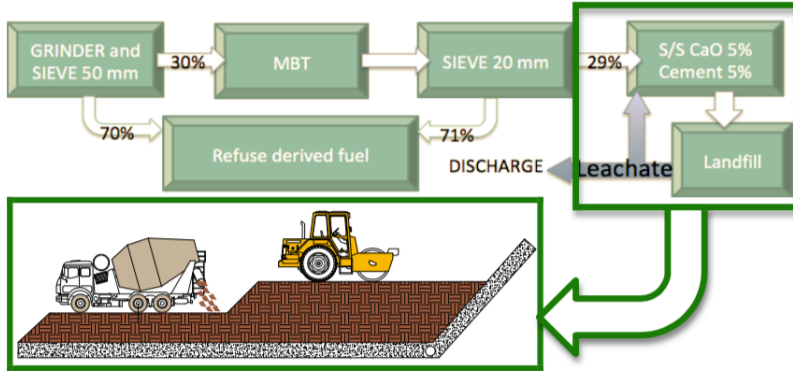 GRINDER and
SIEVE 50 mm
30%
MBT
SIEVE 20 mm
29%
S/S CaO 5%
Cement 5%
70%
Refuse derived fuel
71%
DISCHARGE
Leachate
Landfill